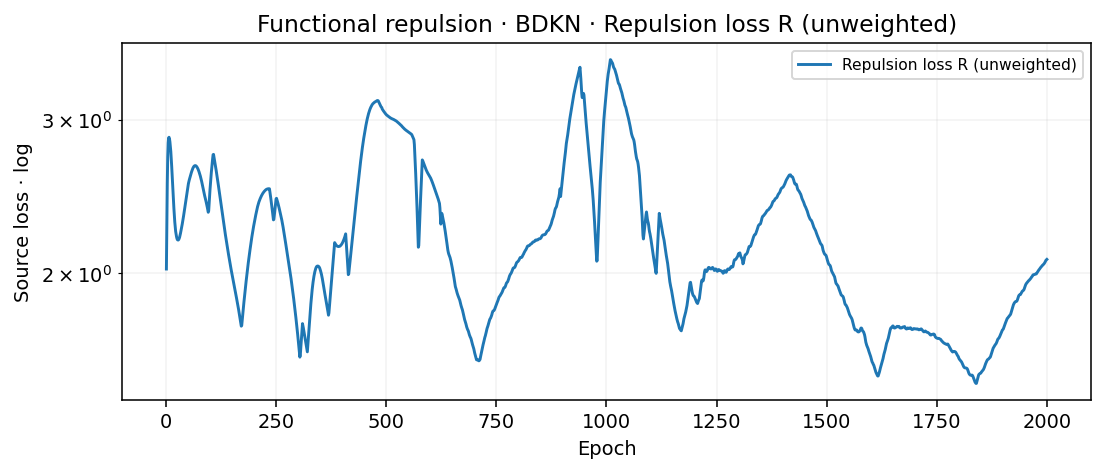 Functional repulsion · BDKN · Repulsion loss R (unweighted)
Repulsion loss R (unweighted)
Source loss · log
3 × 10⁰
2 × 10⁰
0 250 500 750 1000 1250 1500 1750 2000
Epoch